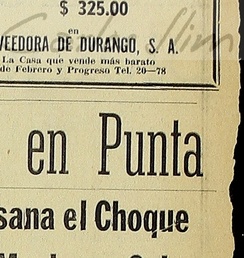 $ 325.00
en
VEEDORA DE DURANGO, S. A.
La Casa que vende más barato
de Febrero y Progreso Tel. 20—78
en Punta
sana el Choque